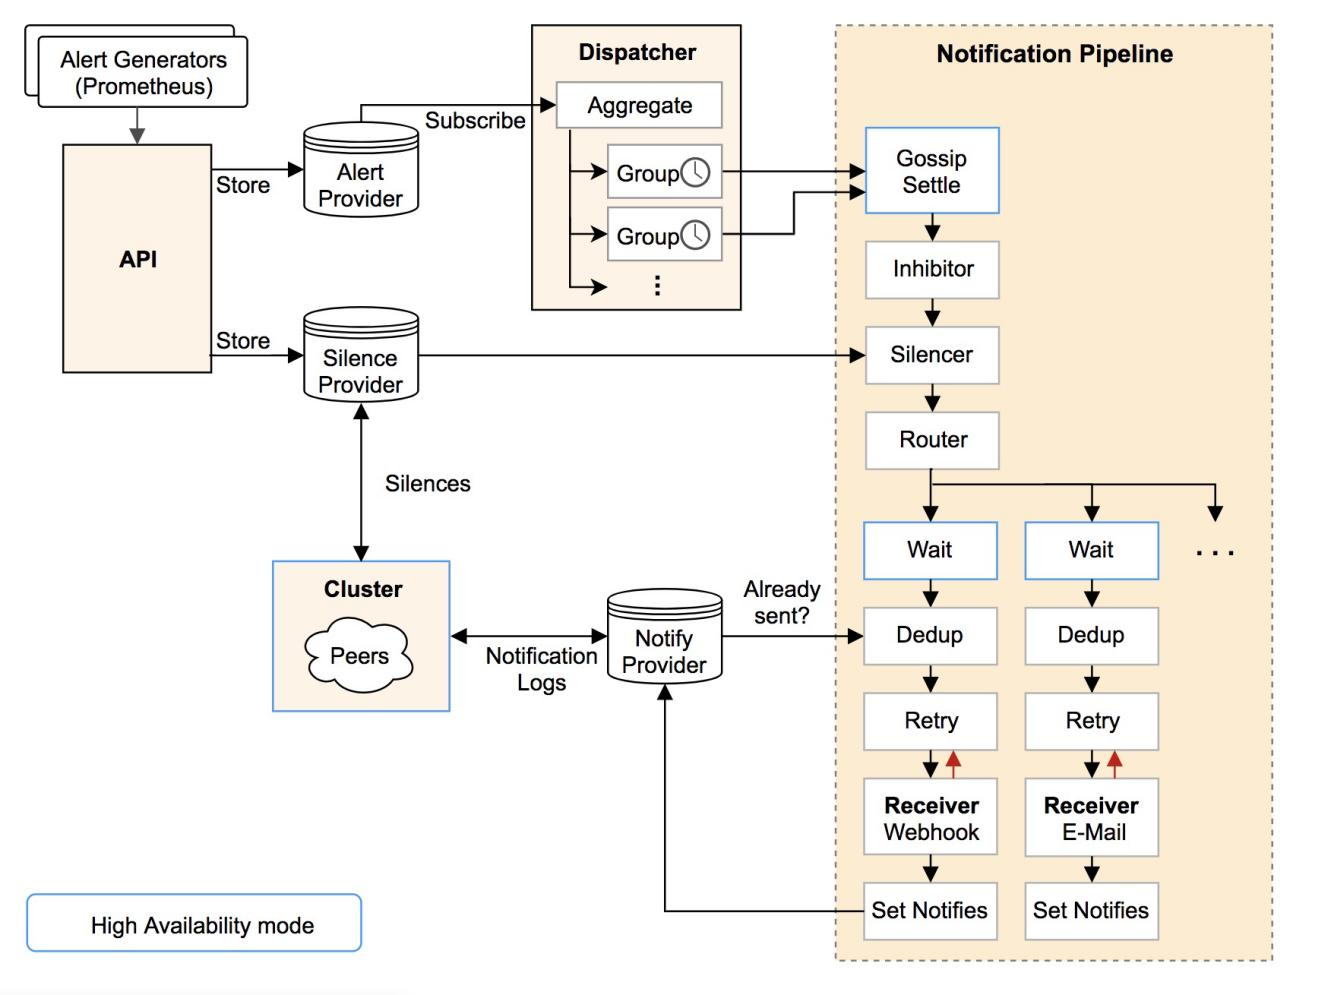 Alert Generators
(Prometheus)
API
Store
Alert
Provider
Subscribe
Dispatcher
Aggregate
Group
Group
Store
Silence
Provider
Silences
Cluster
Peers
Notification
Logs
Notify
Provider
Already
sent?
Notification Pipeline
Gossip
Settle
Inhibitor
Silencer
Router
Wait
Wait
...
Dedup
Dedup
Retry
Retry
Receiver
Webhook
Receiver
E-Mail
Set Notifies
Set Notifies
High Availability mode